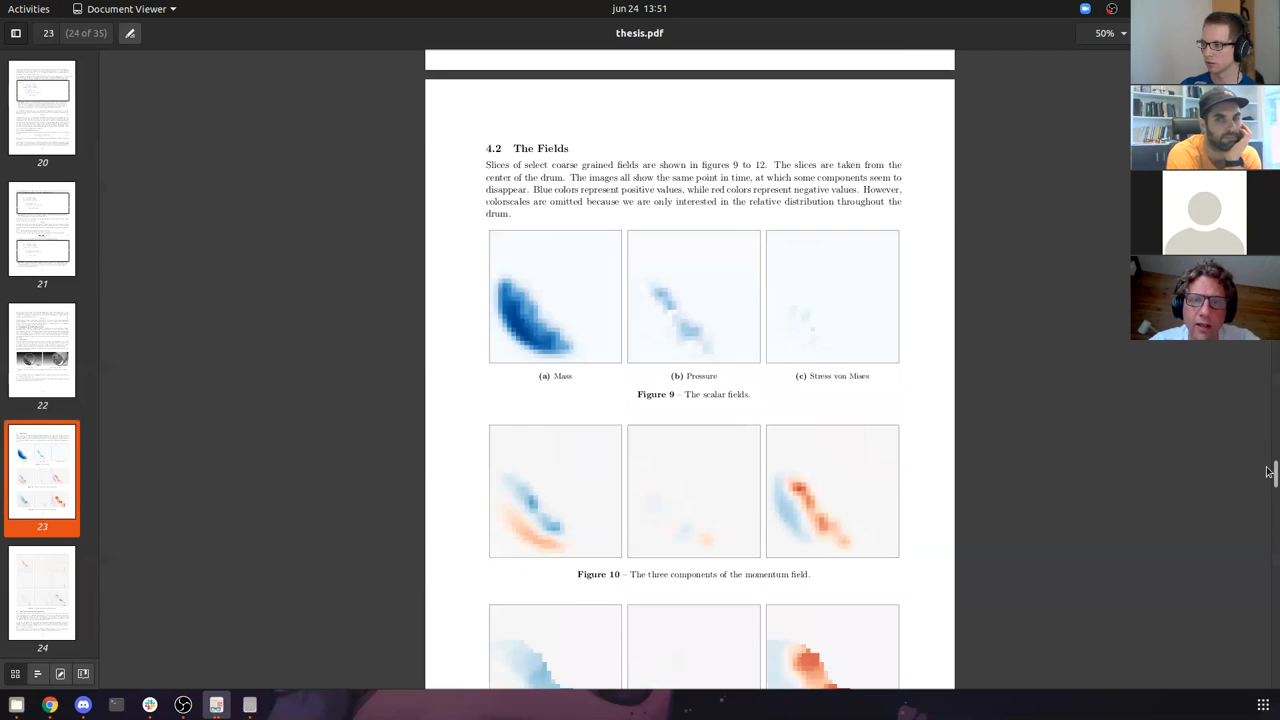 Activities
Document Viewer
jun 24 13:51
23
(24 of 35)
thesis.pdf
50%
20
21
22
23
24
4.2 The Fields
Slices of select coarse grained fields are shown in figures 9 to 12. The slices are taken from the
center of the drum. The images all show the same point in time, at which some components seem to
disappear. Blue colors represent positive values, while red colors represent negative values. However,
colorscales are omitted because we are only interested in the relative distribution throughout the
drum.
(a) Mass
(b) Pressure
(c) Stress von Mises
Figure 9 – The scalar fields.
Figure 10 – The three components of the momentum field.